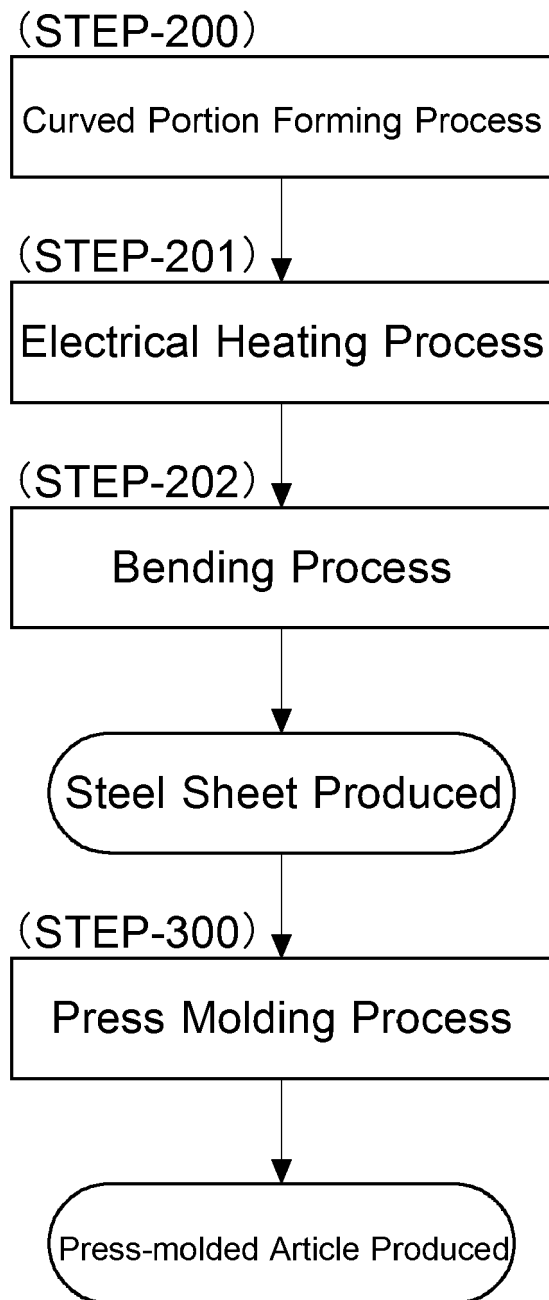 (STEP-200)
Curved Portion Forming Process
(STEP-201)
Electrical Heating Process
(STEP-202)
Bending Process
Steel Sheet Produced
(STEP-300)
Press Molding Process
Press-molded Article Produced